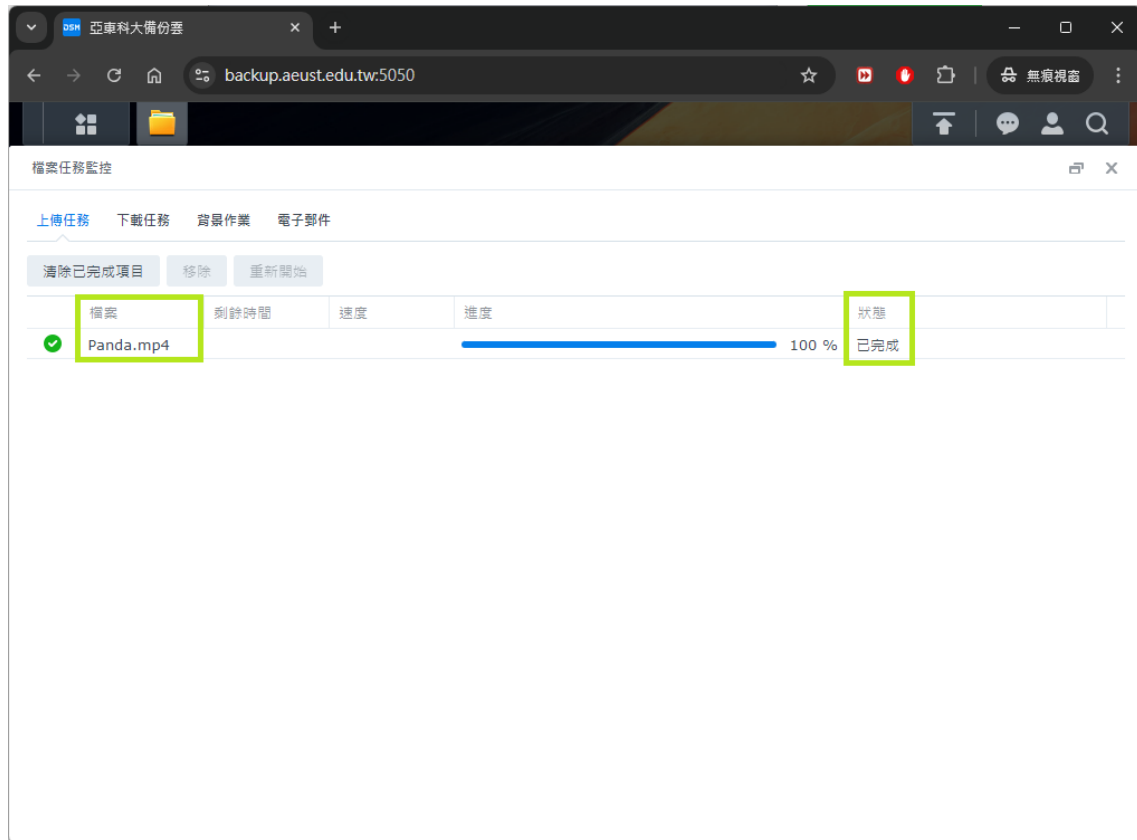 DSM 亞東科大備份雲
backup.aeust.edu.tw:5050
無痕視窗
檔案任務監控
上傳任務 下載任務 背景作業 電子郵件
清除已完成項目 移除 重新開始
檔案 剩餘時間 速度 進度 狀態
Panda.mp4 100 % 已完成